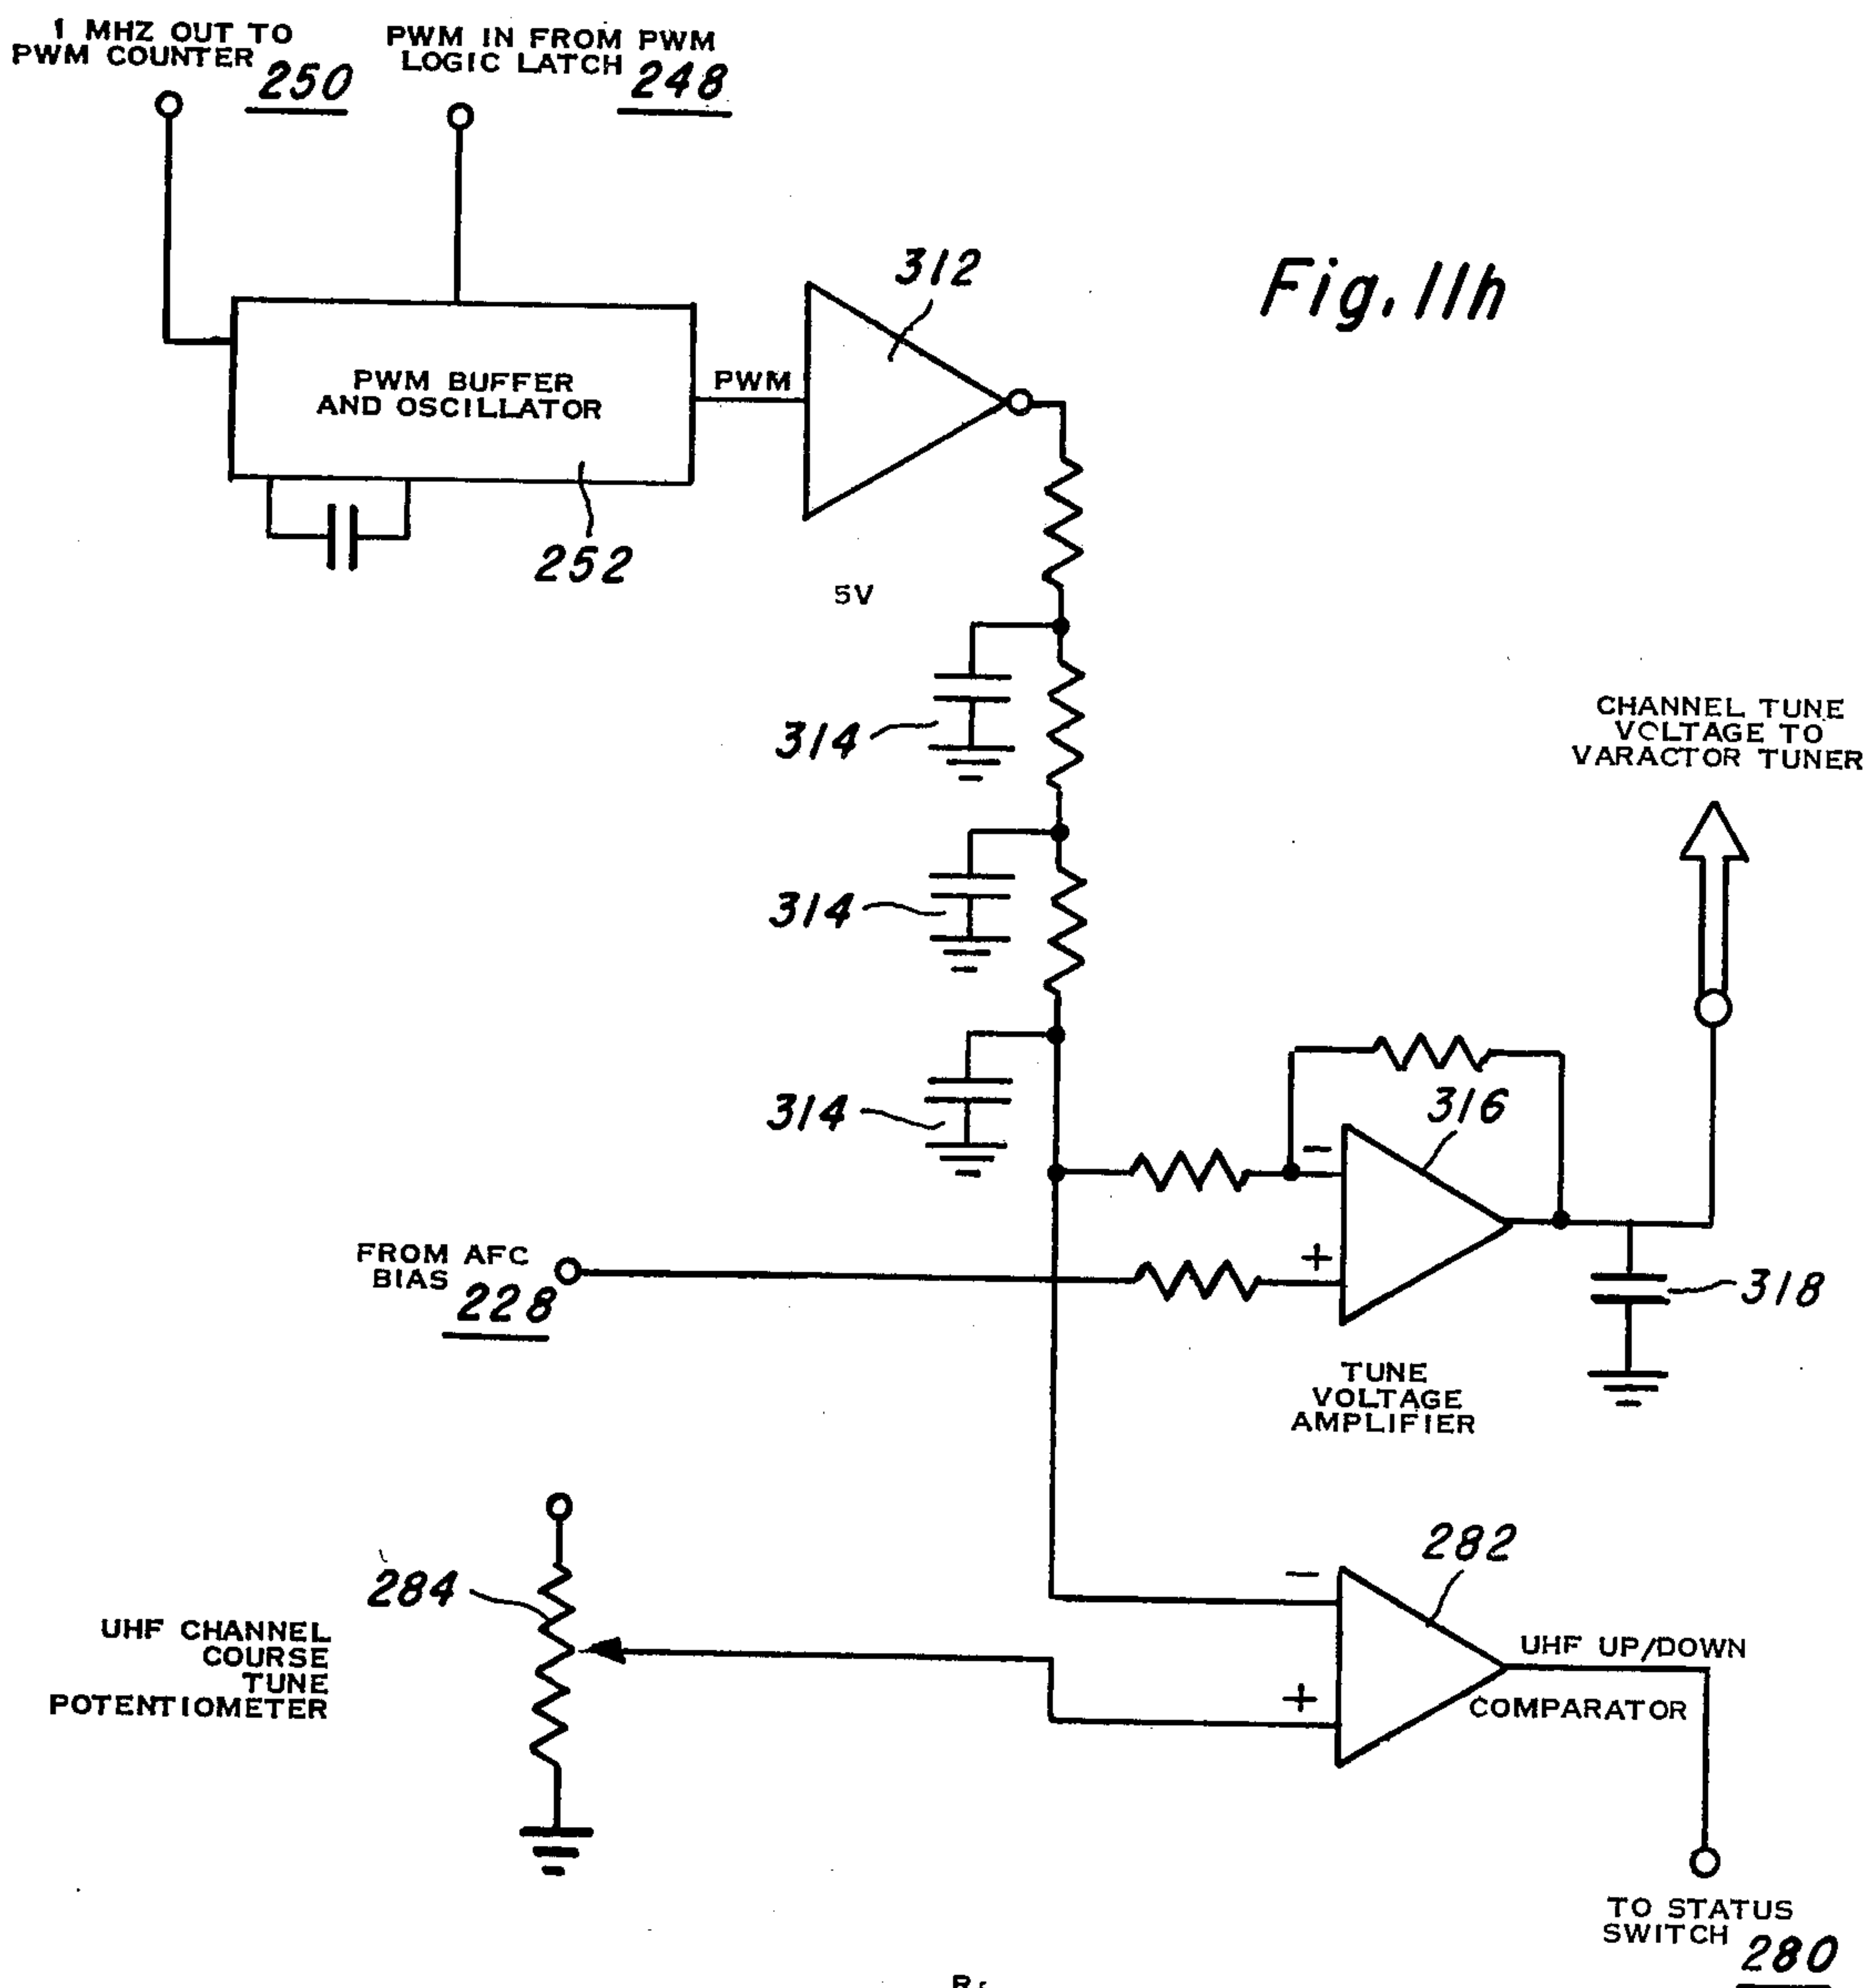 1 MHZ OUT TO
PWM COUNTER 250
PWM IN FROM PWM
LOGIC LATCH 248
Fig. 11h
312
PWM BUFFER
AND OSCILLATOR
PWM
252
5V
314
CHANNEL TUNE
VOLTAGE TO
VARACTOR TUNER
314
314
316
-
+
FROM AFC
BIAS 228
318
TUNE
VOLTAGE
AMPLIFIER
282
-
284
UHF CHANNEL
COURSE
TUNE
POTENTIOMETER
UHF UP/DOWN
COMPARATOR
+
TO STATUS
SWITCH 280